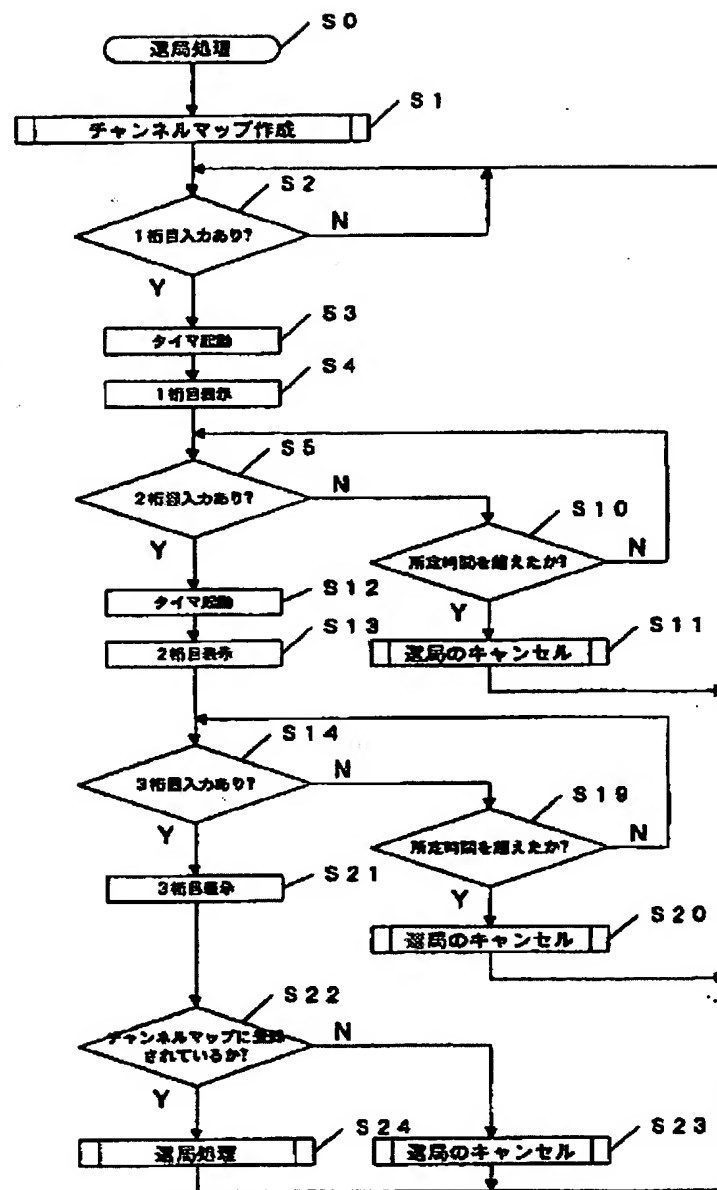 選局処理
S0
チャンネルマップ作成
S1
S2
1桁目入力あり?
N
Y
S3
タイマ起動
S4
1桁目表示
S5
2桁目入力あり?
N
Y
S10
所定時間を超えたか?
N
Y
S12
タイマ起動
S13
2桁目表示
S11
選局のキャンセル
S14
3桁目入力あり?
N
Y
S19
所定時間を超えたか?
N
Y
S21
3桁目表示
S20
選局のキャンセル
S22
チャンネルマップに登録
されているか?
N
Y
S24
選局処理
S23
選局のキャンセル